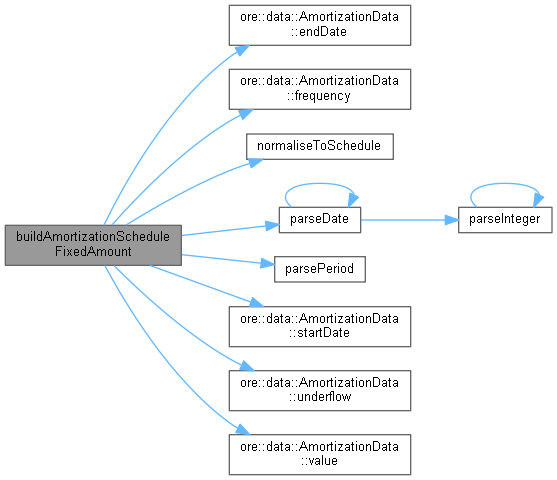 ore::data::AmortizationData
::endDate
ore::data::AmortizationData
::frequency
normaliseToSchedule
buildAmortizationSchedule
FixedAmount
parseDate
parseInteger
parsePeriod
ore::data::AmortizationData
::startDate
ore::data::AmortizationData
::underflow
ore::data::AmortizationData
::value